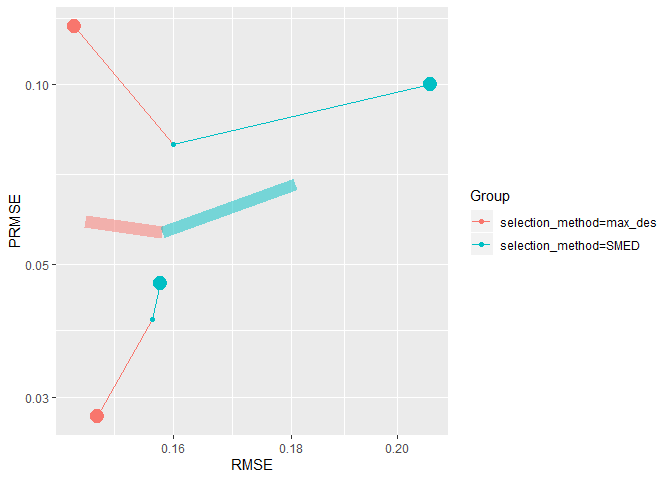 0.10
0.05
0.03
PRMSE
0.16
0.18
0.20
RMSE
Group
selection_method=max_des
selection_method=SMED